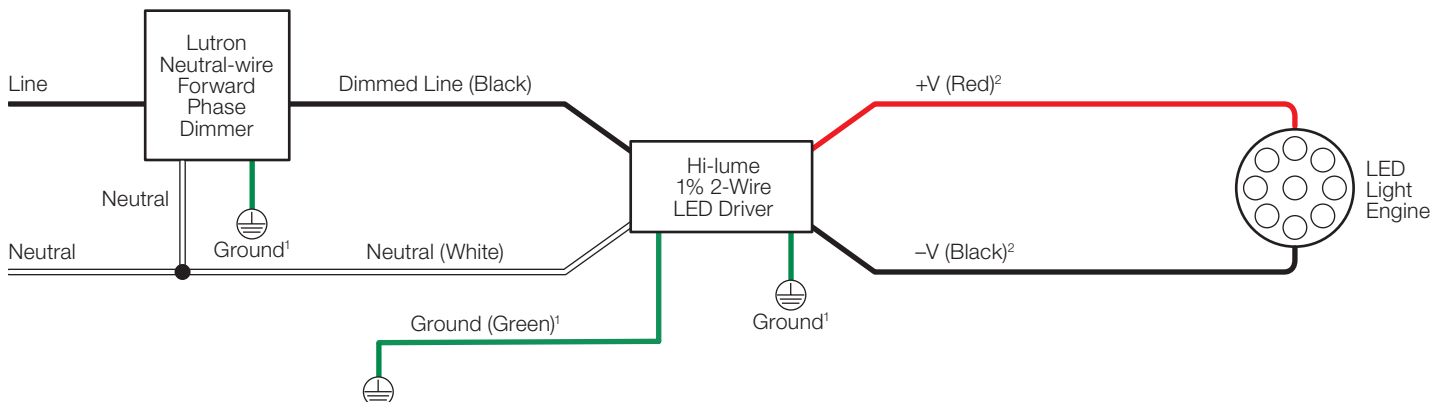 Lutron
Neutral-wire
Forward
Phase
Dimmer
Line
Dimmed Line (Black)
+V (Red)²
Hi-lume
1% 2-Wire
LED Driver
LED
Light
Engine
Neutral
Ground¹
Neutral
Neutral (White)
–V (Black)²
Ground (Green)¹
Ground¹